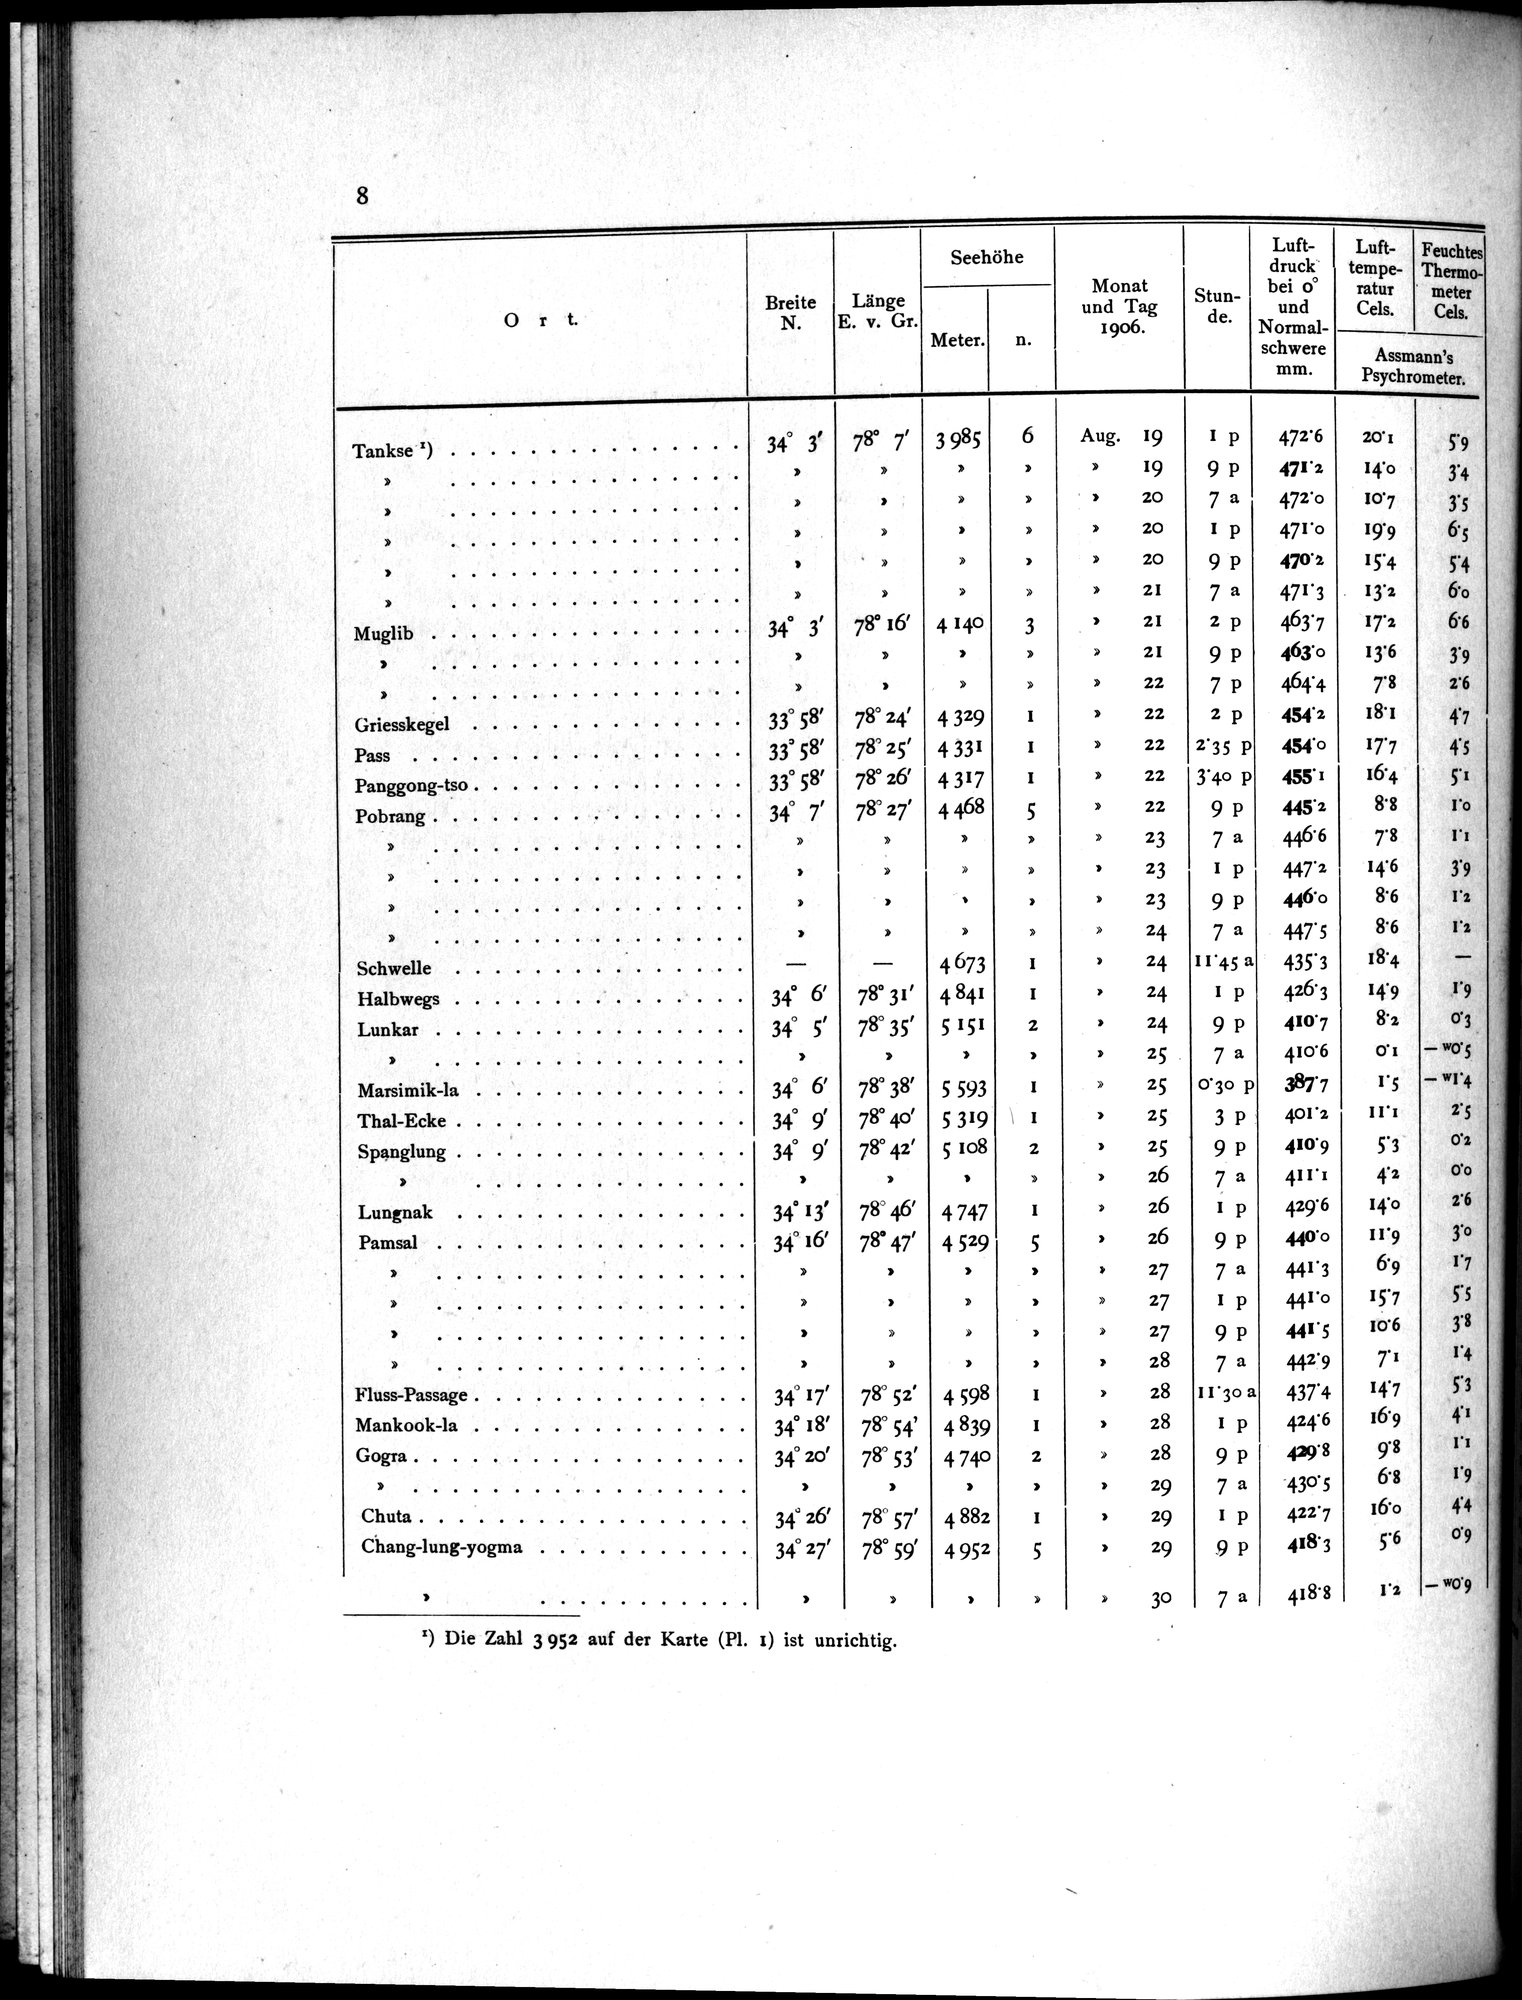 8
O r t.
Breite N.
Länge E. v. Gr.
Seehöhe
Meter.
n.
Monat und Tag 1906.
Stun-de.
Luft-druck bei 0° und Normal-schwere mm.
Luft-tempe-ratur Cels.
Feuchtes Thermo-meter Cels.
Assmann's Psychrometer.
Tankse ¹) . . . . . . . . . . . . . . . 34° 3′ 78° 7′ 3 985 6 Aug. 19 1 p 472·6 20·1 5·9
» . . . . . . . . . . . . . . . » » » » » 19 9 p 471·2 14·0 3·4
» . . . . . . . . . . . . . . . » » » » » 20 7 a 472·0 10·7 3·5
» . . . . . . . . . . . . . . . » » » » » 20 1 p 471·0 19·9 6·5
» . . . . . . . . . . . . . . . » » » » » 20 9 p 470·2 15·4 5·4
» . . . . . . . . . . . . . . . » » » » » 21 7 a 471·3 13·2 6·0
Muglib . . . . . . . . . . . . . . . . 34° 3′ 78° 16′ 4 140 3 » 21 2 p 463·7 17·2 6·6
» . . . . . . . . . . . . . . . . » » » » » 21 9 p 463·0 13·6 3·9
» . . . . . . . . . . . . . . . . » » » » » 22 7 p 464·4 7·8 2·6
Griesskegel . . . . . . . . . . . . . . 33° 58′ 78° 24′ 4 329 1 » 22 2 p 454·2 18·1 4·7
Pass . . . . . . . . . . . . . . . . . 33° 58′ 78° 25′ 4 331 1 » 22 2·35 p 454·0 17·7 4·5
Panggong-tso . . . . . . . . . . . . . . 33° 58′ 78° 26′ 4 317 1 » 22 3·40 p 455·1 16·4 5·1
Pobrang . . . . . . . . . . . . . . . . 34° 7′ 78° 27′ 4 468 5 » 22 9 p 445·2 8·8 1·0
» . . . . . . . . . . . . . . . . » » » » » 23 7 a 446·6 7·8 1·1
» . . . . . . . . . . . . . . . . » » » » » 23 1 p 447·2 14·6 3·9
» . . . . . . . . . . . . . . . . » » » » » 23 9 p 446·0 8·6 1·2
» . . . . . . . . . . . . . . . . » » » » » 24 7 a 447·5 8·6 1·2
Schwelle . . . . . . . . . . . . . . . — — 4 673 1 » 24 11·45 a 435·3 18·4 —
Halbwegs . . . . . . . . . . . . . . . 34° 6′ 78° 31′ 4 841 1 » 24 1 p 426·3 14·9 1·9
Lunkar . . . . . . . . . . . . . . . . 34° 5′ 78° 35′ 5 151 2 » 24 9 p 410·7 8·2 0·3
» . . . . . . . . . . . . . . . . » » » » » 25 7 a 410·6 0·1 — w0·5
Marsimik-la . . . . . . . . . . . . . . 34° 6′ 78° 38′ 5 593 1 » 25 0·30 p 387·7 1·5 — w1·4
Thal-Ecke . . . . . . . . . . . . . . . 34° 9′ 78° 40′ 5 319 1 » 25 3 p 401·2 11·1 2·5
Spanglung . . . . . . . . . . . . . . . 34° 9′ 78° 42′ 5 108 2 » 25 9 p 410·9 5·3 0·2
» . . . . . . . . . . . . . . » » » » » 26 7 a 411·1 4·2 0·0
Lungnak . . . . . . . . . . . . . . . 34° 13′ 78° 46′ 4 747 1 » 26 1 p 429·6 14·0 2·6
Pamsal . . . . . . . . . . . . . . . . 34° 16′ 78° 47′ 4 529 5 » 26 9 p 440·0 11·9 3·0
» . . . . . . . . . . . . . . . . » » » » » 27 7 a 441·3 6·9 1·7
» . . . . . . . . . . . . . . . . » » » » » 27 1 p 441·0 15·7 5·5
» . . . . . . . . . . . . . . . . » » » » » 27 9 p 441·5 10·6 3·8
» . . . . . . . . . . . . . . . . » » » » » 28 7 a 442·9 7·1 1·4
Fluss-Passage . . . . . . . . . . . . . . 34° 17′ 78° 52′ 4 598 1 » 28 11·30 a 437·4 14·7 5·3
Mankook-la . . . . . . . . . . . . . . 34° 18′ 78° 54′ 4 839 1 » 28 1 p 424·6 16·9 4·1
Gogra . . . . . . . . . . . . . . . . . 34° 20′ 78° 53′ 4 740 2 » 28 9 p 429·8 9·8 1·1
» . . . . . . . . . . . . . . . . . » » » » » 29 7 a 430·5 6·8 1·9
Chuta . . . . . . . . . . . . . . . . . 34° 26′ 78° 57′ 4 882 1 » 29 1 p 422·7 16·0 4·4
Chang-lung-yogma . . . . . . . . . . . 34° 27′ 78° 59′ 4 952 5 » 29 9 p 418·3 5·6 0·9
» . . . . . . . . . . . » » » » » 30 7 a 418·8 1·2 — w0·9
¹) Die Zahl 3 952 auf der Karte (Pl. 1) ist unrichtig.